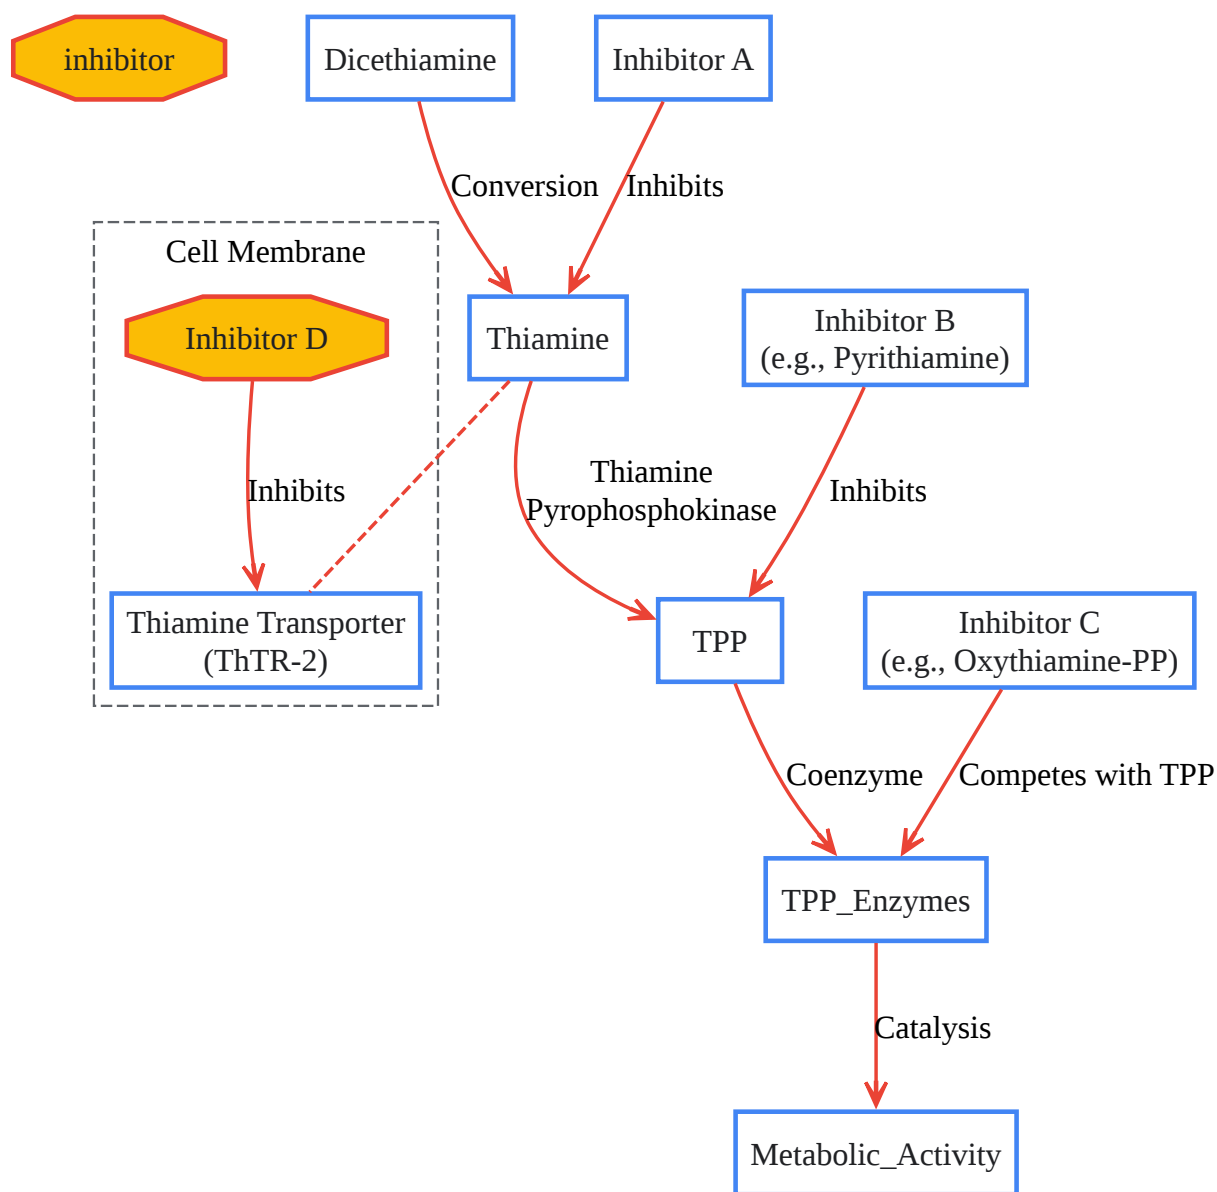 inhibitor
Dicethiamine
Inhibitor A
Conversion
Inhibits
Cell Membrane
Inhibitor D
Thiamine
Inhibitor B
(e.g., Pyrithiamine)
Inhibits
Thiamine
Pyrophosphokinase
Inhibits
Thiamine Transporter
(ThTR-2)
TPP
Inhibitor C
(e.g., Oxythiamine-PP)
Coenzyme
Competes with TPP
TPP_Enzymes
Catalysis
Metabolic_Activity